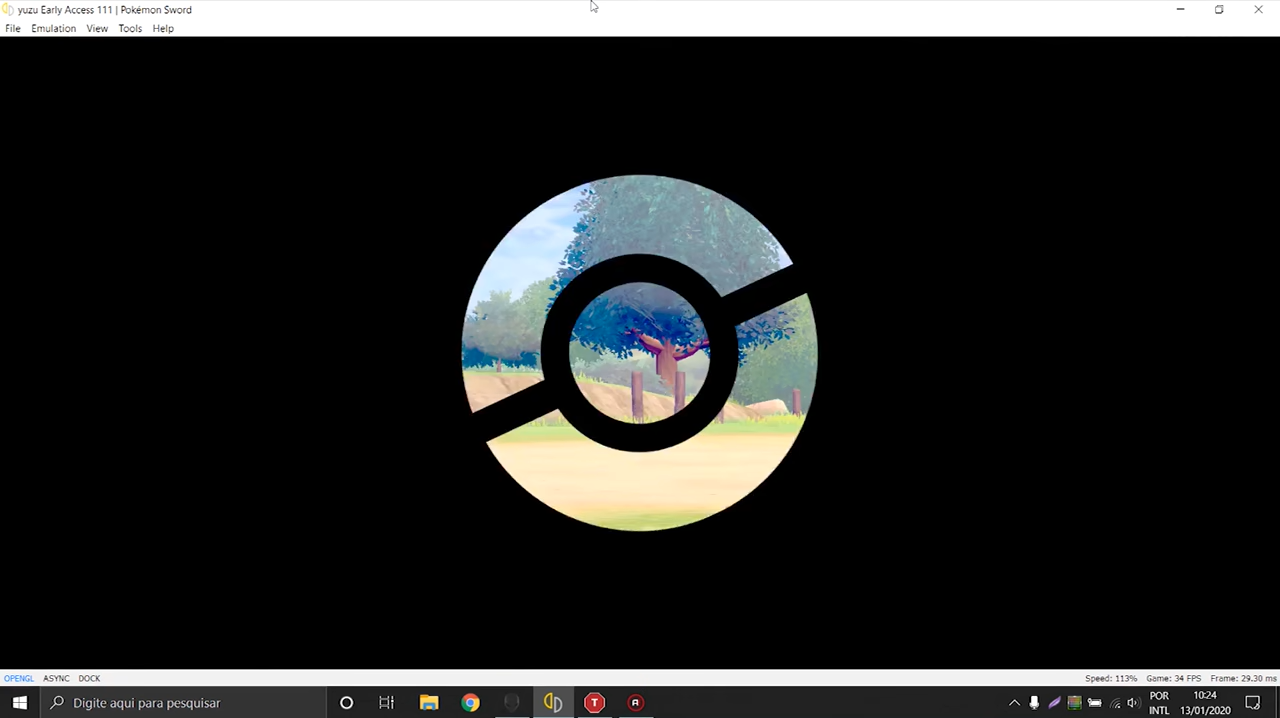 yuzu Early Access 111 | Pokémon Sword
File Emulation View Tools Help
OPENGL ASYNC DOCK Speed: 113% Game: 34 FPS Frame: 29.30 ms
Digite aqui para pesquisar
T
A
POR
INTL
10:24
13/01/2020